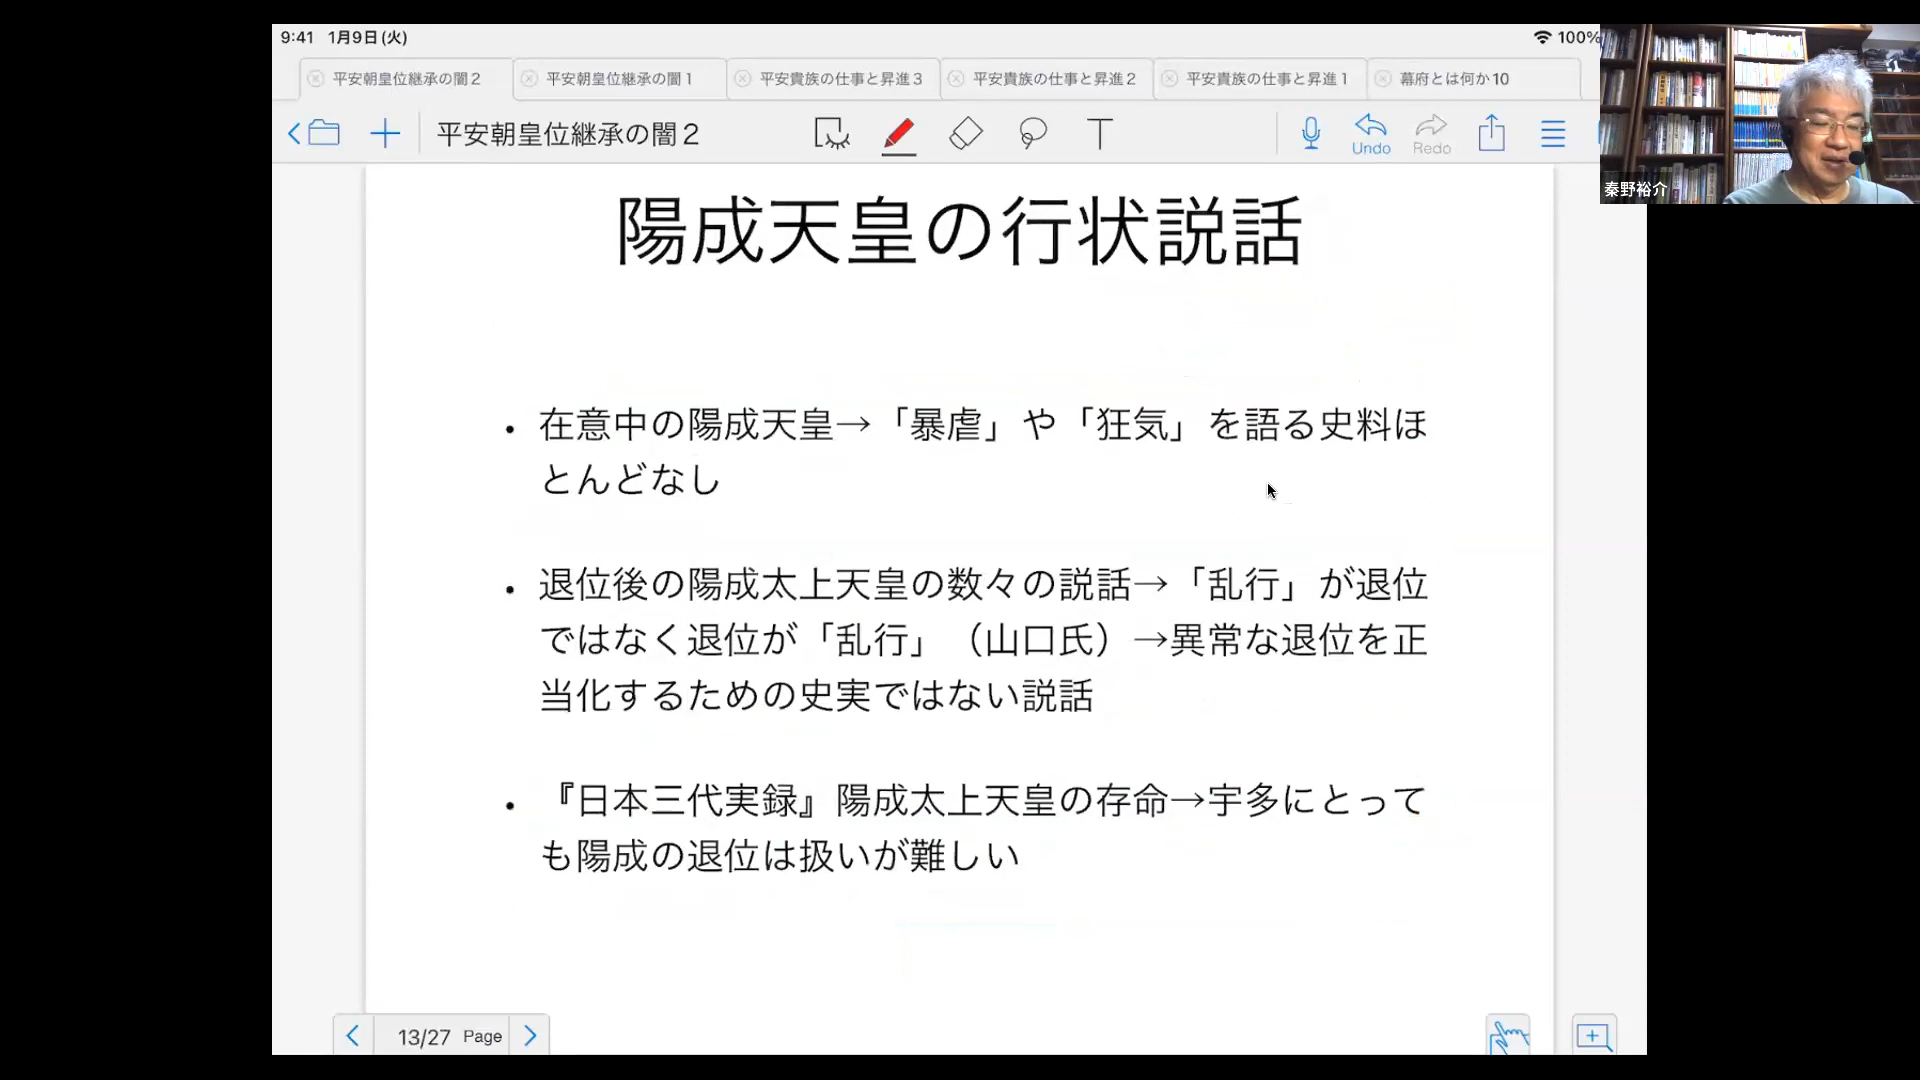 9:41 1月9日(火)
100%
平安朝皇位継承の闇２
平安朝皇位継承の闇１
平安貴族の仕事と昇進３
平安貴族の仕事と昇進２
平安貴族の仕事と昇進１
幕府とは何か10
平安朝皇位継承の闇２
T
Undo
Redo
秦野裕介
陽成天皇の行状説話
• 在意中の陽成天皇→「暴虐」や「狂気」を語る史料ほ
とんどなし
• 退位後の陽成太上天皇の数々の説話→「乱行」が退位
ではなく退位が「乱行」（山口氏）→異常な退位を正
当化するための史実ではない説話
• 『日本三代実録』陽成太上天皇の存命→宇多にとって
も陽成の退位は扱いが難しい
13/27 Page